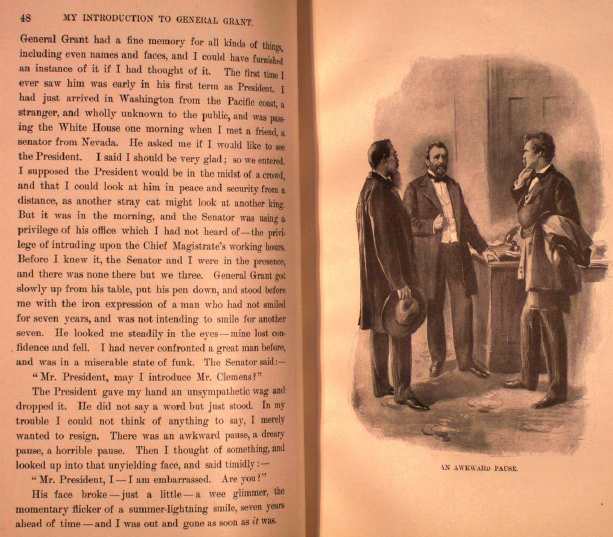 48 MY INTRODUCTION TO GENERAL GRANT.
General Grant had a fine memory for all kinds of things,
including even names and faces, and I could have furnished
an instance of it if I had thought of it. The first time I
ever saw him was early in his first term as President. I
had just arrived in Washington from the Pacific coast, a
stranger, and wholly unknown to the public, and was pass-
ing the White House one morning when I met a friend, a
senator from Nevada. He asked me if I would like to see
the President. I said I should be very glad; so we entered.
I supposed the President would be in the midst of a crowd,
and that I could look at him in peace and security from a
distance, as another stray cat might look at another king.
But it was in the morning, and the Senator was using a
privilege of his office which I had not heard of—the privi-
lege of intruding upon the Chief Magistrate's working hours.
Before I knew it, the Senator and I were in the presence,
and there was none there but we three. General Grant got
slowly up from his table, put his pen down, and stood before
me with the iron expression of a man who had not smiled
for seven years, and was not intending to smile for another
seven. He looked me steadily in the eyes—mine lost con-
fidence and fell. I had never confronted a great man before,
and was in a miserable state of funk. The Senator said:—
"Mr. President, may I introduce Mr. Clemens?"
The President gave my hand an unsympathetic wag and
dropped it. He did not say a word but just stood. In my
trouble I could not think of anything to say, I merely
wanted to resign. There was an awkward pause, a dreary
pause, a horrible pause. Then I thought of something, and
looked up into that unyielding face, and said timidly:—
"Mr. President, I—I am embarrassed. Are you?"
His face broke—just a little—a wee glimmer, the
momentary flicker of a summer-lightning smile, seven years
ahead of time—and I was out and gone as soon as it was.
AN AWKWARD PAUSE.